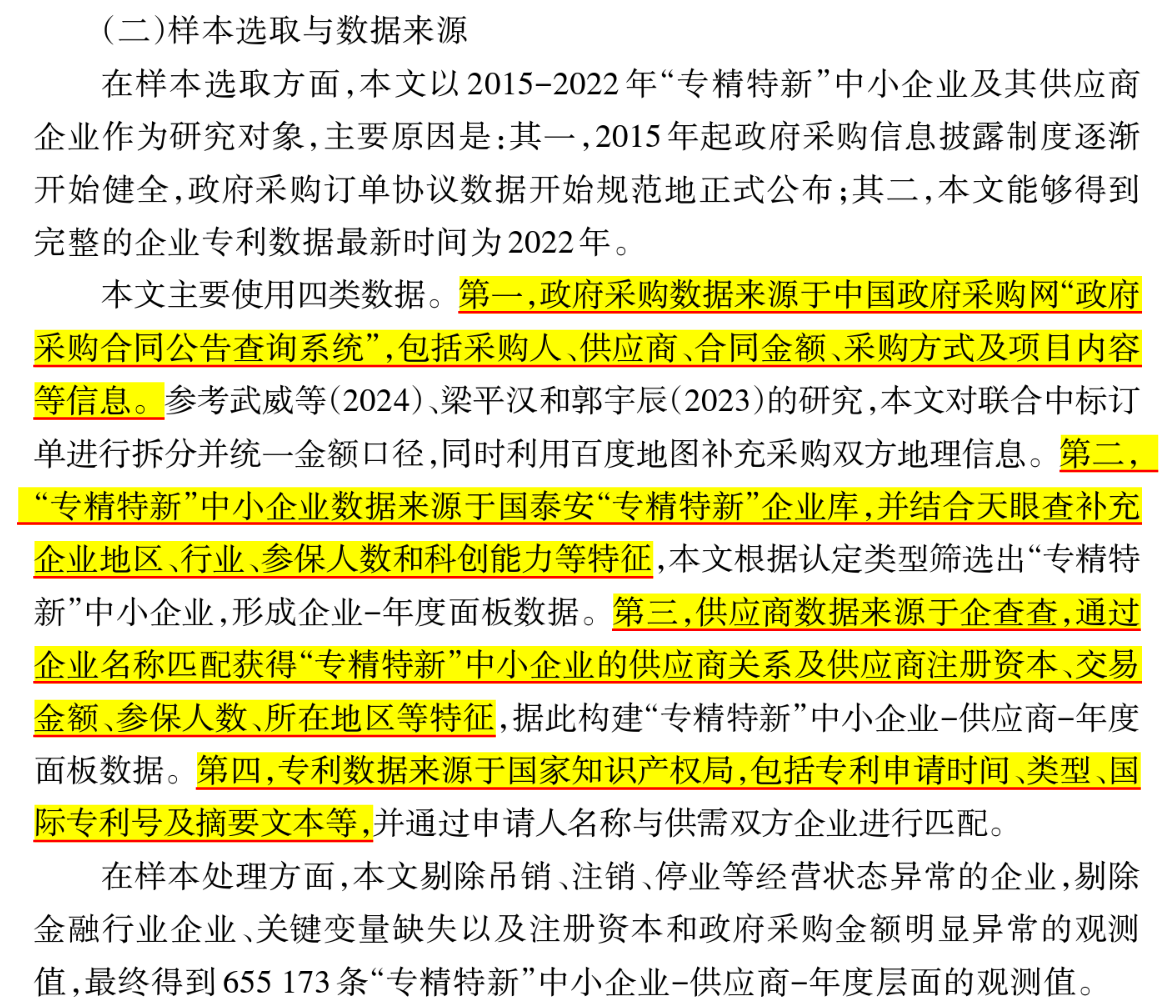 （二）样本选取与数据来源
在样本选取方面，本文以2015-2022年“专精特新”中小企业及其供应商
企业作为研究对象，主要原因是：其一，2015年起政府采购信息披露制度逐渐
开始健全，政府采购订单协议数据开始规范地正式公布；其二，本文能够得到
完整的企业专利数据最新时间为2022年。
本文主要使用四类数据。第一，政府采购数据来源于中国政府采购网“政府
采购合同公告查询系统”，包括采购人、供应商、合同金额、采购方式及项目内容
等信息。参考武威等（2024）、梁平汉和郭宇辰（2023）的研究，本文对联合中标订
单进行拆分并统一金额口径，同时利用百度地图补充采购双方地理信息。第二，
“专精特新”中小企业数据来源于国泰安“专精特新”企业库，并结合天眼查补充
企业地区、行业、参保人数和科创能力等特征，本文根据认定类型筛选出“专精特
新”中小企业，形成企业-年度面板数据。第三，供应商数据来源于企查查，通过
企业名称匹配获得“专精特新”中小企业的供应商关系及供应商注册资本、交易
金额、参保人数、所在地区等特征，据此构建“专精特新”中小企业-供应商-年度
面板数据。第四，专利数据来源于国家知识产权局，包括专利申请时间、类型、国
际专利号及摘要文本等，并通过申请人名称与供需双方企业进行匹配。
在样本处理方面，本文剔除吊销、注销、停业等经营状态异常的企业，剔除
金融行业企业、关键变量缺失以及注册资本和政府采购金额明显异常的观测
值，最终得到655 173条“专精特新”中小企业-供应商-年度层面的观测值。